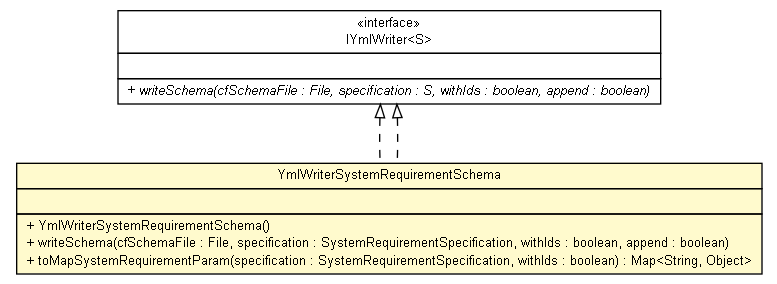 «interface»
IYmlWriter<S>
+ writeSchema(cfSchemaFile : File, specification : S, withIds : boolean, append : boolean)
YmlWriterSystemRequirementSchema
+ YmlWriterSystemRequirementSchema()
+ writeSchema(cfSchemaFile : File, specification : SystemRequirementSpecification, withIds : boolean, append : boolean)
+ toMapSystemRequirementParam(specification : SystemRequirementSpecification, withIds : boolean) : Map<String, Object>